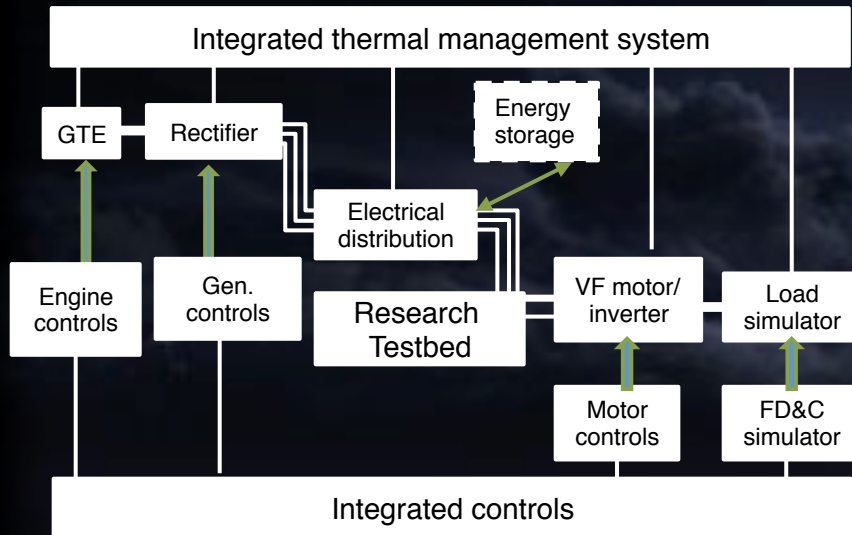 Integrated thermal management system
Energy
storage
GTE
Rectifier
Electrical
distribution
Engine
controls
Gen.
controls
Research
Testbed
VF motor/
inverter
Load
simulator
Motor
controls
FD&C
simulator
Integrated controls